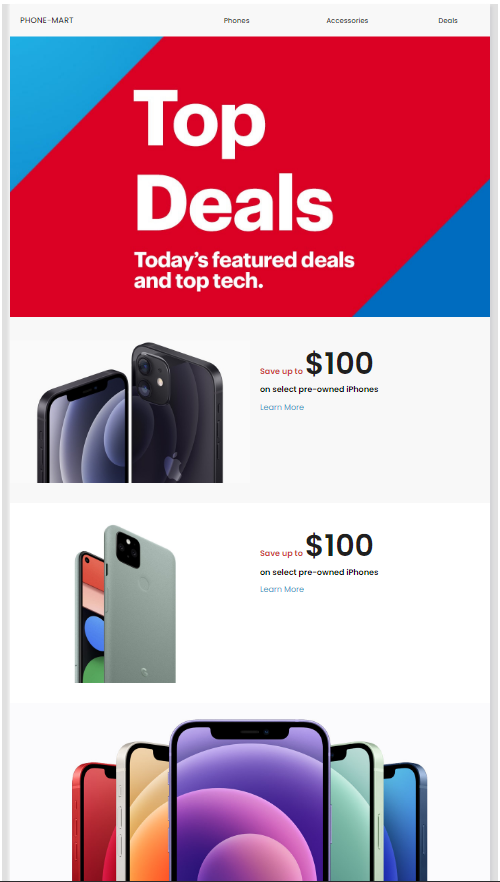 PHONE-MART Phones Accessories Deals
Top
Deals
Today's featured deals
and top tech.
Save up to $100
on select pre-owned iPhones
Learn More
Save up to $100
on select pre-owned iPhones
Learn More